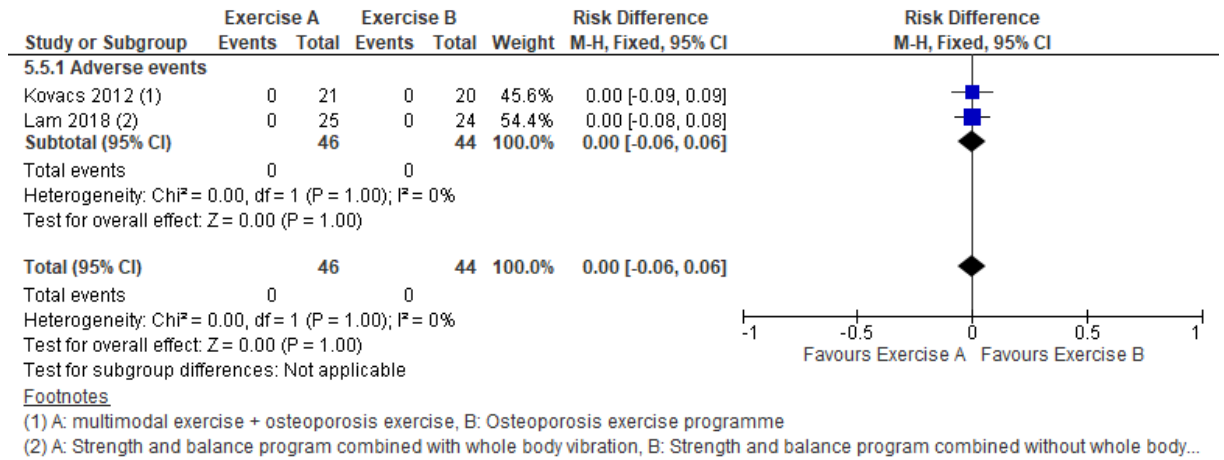 Exercise A Exercise B Risk Difference Risk Difference
Study or Subgroup Events Total Events Total Weight M-H, Fixed, 95% CI M-H, Fixed, 95% CI
5.5.1 Adverse events
Kovacs 2012 (1) 0 21 0 20 45.6% 0.00 [-0.09, 0.09]
Lam 2018 (2) 0 25 0 24 54.4% 0.00 [-0.08, 0.08]
Subtotal (95% CI) 46 44 100.0% 0.00 [-0.06, 0.06]
Total events 0 0
Heterogeneity: Chi² = 0.00, df = 1 (P = 1.00); I² = 0%
Test for overall effect: Z = 0.00 (P = 1.00)
Total (95% CI) 46 44 100.0% 0.00 [-0.06, 0.06]
Total events 0 0
Heterogeneity: Chi² = 0.00, df = 1 (P = 1.00); I² = 0%
Test for overall effect: Z = 0.00 (P = 1.00)
Test for subgroup differences: Not applicable
-1 -0.5 0 0.5 1
Favours Exercise A Favours Exercise B
Footnotes
(1) A: multimodal exercise + osteoporosis exercise, B: Osteoporosis exercise programme
(2) A: Strength and balance program combined with whole body vibration, B: Strength and balance program combined without whole body...